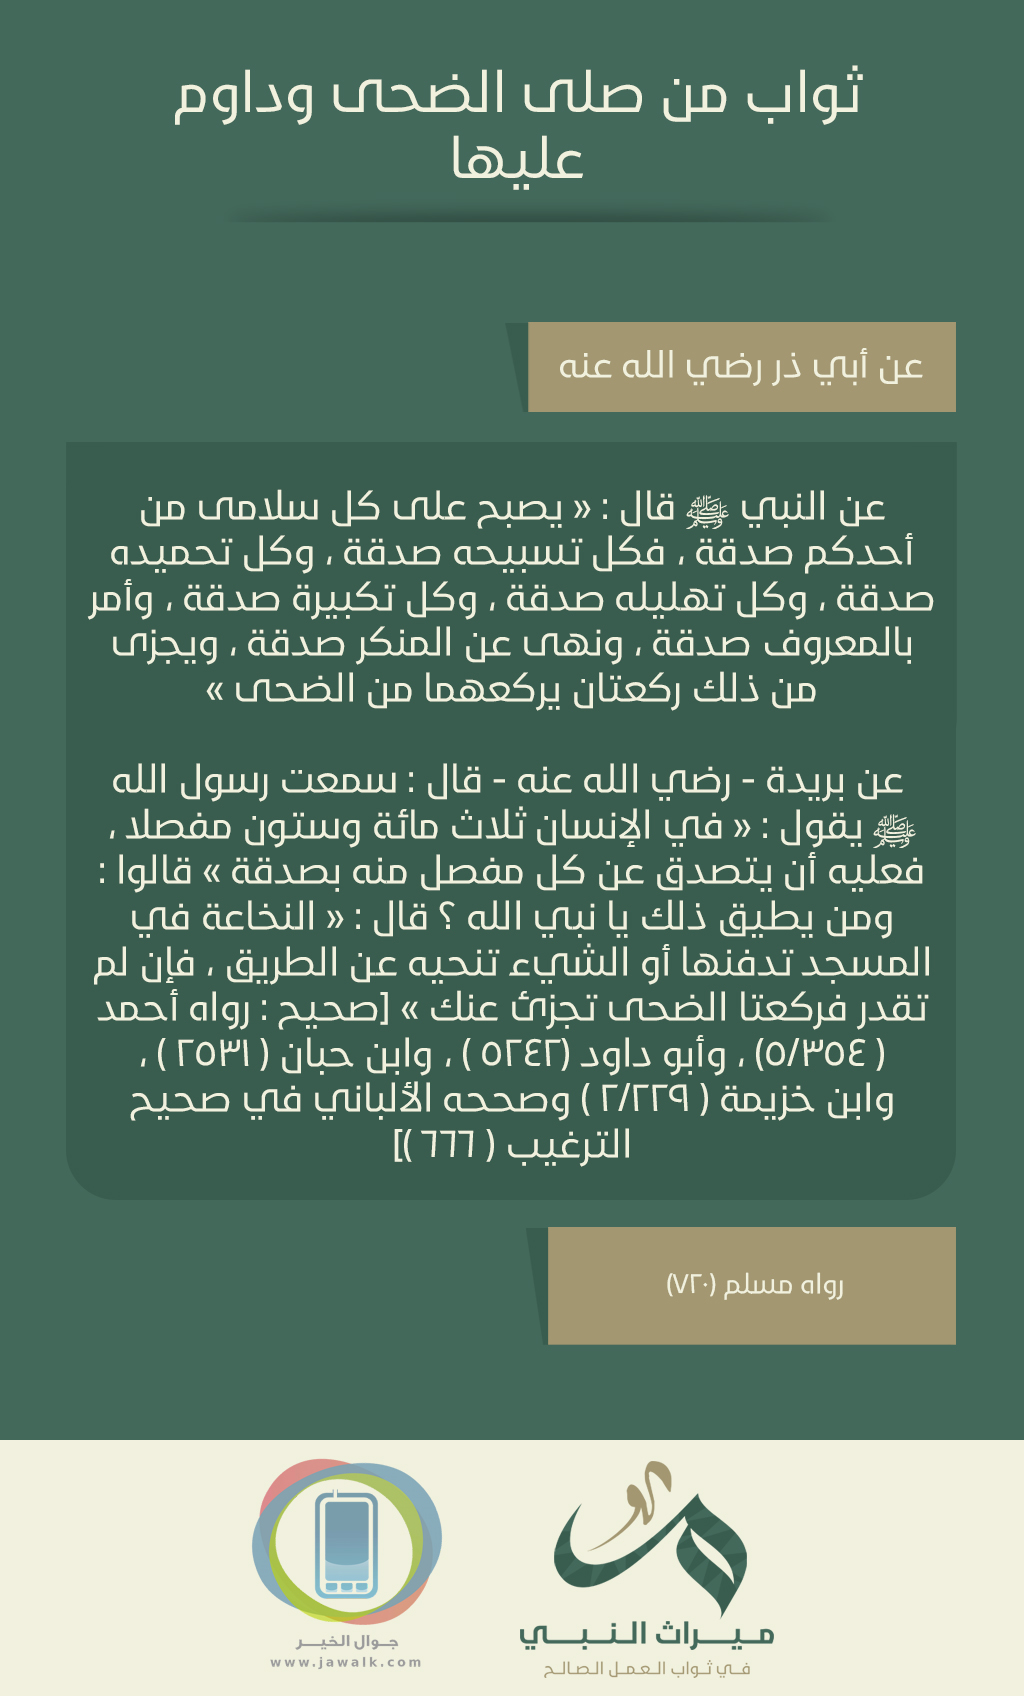 ثواب من صلى الضحى وداوم
عليها
عن أبي ذر رضي الله عنه
عن النبي ﷺ قال : « يصبح على كل سلامى من
أحدكم صدقة ، فكل تسبيحه صدقة ، وكل تحميده
صدقة ، وكل تهليله صدقة ، وكل تكبيرة صدقة ، وأمر
بالمعروف صدقة ، ونهى عن المنكر صدقة ، ويجزى
من ذلك ركعتان يركعهما من الضحى »
عن بريدة - رضي الله عنه - قال : سمعت رسول الله
ﷺ يقول : « في الإنسان ثلاث مائة وستون مفصلا ،
فعليه أن يتصدق عن كل مفصل منه بصدقة » قالوا :
ومن يطيق ذلك يا نبي الله ؟ قال : « النخاعة في
المسجد تدفنها أو الشيء تنحيه عن الطريق ، فإن لم
تقدر فركعتا الضحى تجزئ عنك » [صحيح : رواه أحمد
( ٥/٣٥٤) ، وأبو داود (٥٢٤٢ ) ، وابن حبان ( ٢٥٣١ ) ،
وابن خزيمة ( ٢/٢٢٩ ) وصححه الألباني في صحيح
الترغيب ( ٦٦٦ )]
رواه مسلم (٧٢٠)
ميراث النبي
في ثواب العمل الصالح
جوال الخير
www.jawalk.com